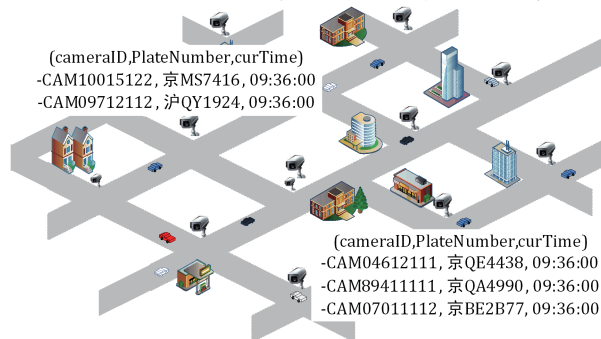 (cameraID,PlateNumber,curTime)
-CAM10015122, 京MS7416, 09:36:00
-CAM09712112, 沪QY1924, 09:36:00
(cameraID,PlateNumber,curTime)
-CAM04612111, 京QE4438, 09:36:00
-CAM89411111, 京QA4990, 09:36:00
-CAM07011112, 京BE2B77, 09:36:00